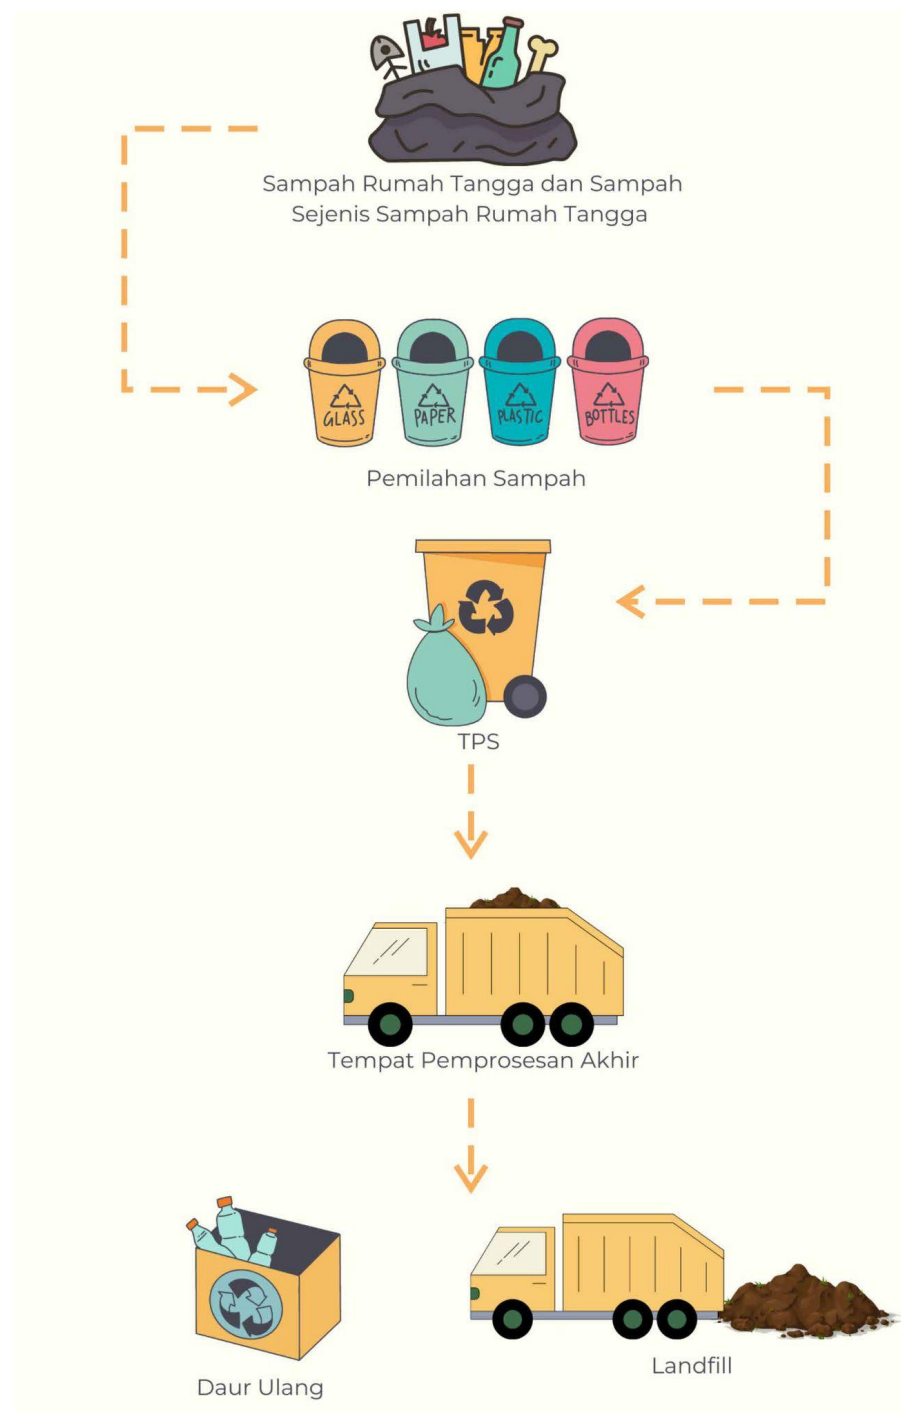 Sampah Rumah Tangga dan Sampah
Sejenis Sampah Rumah Tangga
GLASS
PAPER
PLASTIC
BOTTLES
Pemilahan Sampah
TPS
Tempat Pemprosesan Akhir
Daur Ulang
Landfill